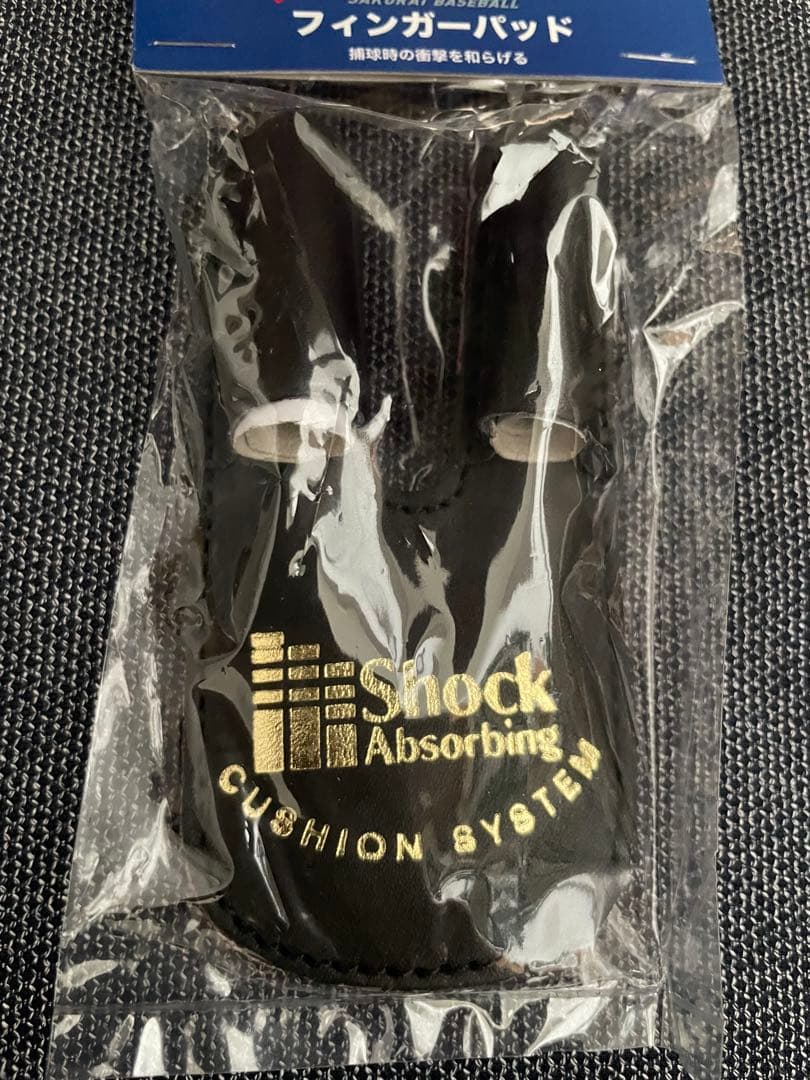 SAKURAI BASEBALL
フィンガーパッド
捕球時の衝撃を和らげる
Shock
Absorbing
CUSHION SYSTEM